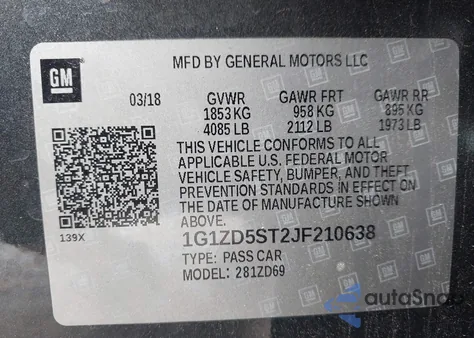 GM
MFD BY GENERAL MOTORS LLC
03/18 GVWR GAWR FRT GAWR RR
1853 KG 958 KG 895 KG
4085 LB 2112 LB 1973 LB
THIS VEHICLE CONFORMS TO ALL
APPLICABLE U.S. FEDERAL MOTOR
VEHICLE SAFETY, BUMPER, AND THEFT
PREVENTION STANDARDS IN EFFECT ON
THE DATE OF MANUFACTURE SHOWN
ABOVE.
139X
1G1ZD5ST2JF210638
TYPE: PASS CAR
MODEL: 281ZD69
autoSnap